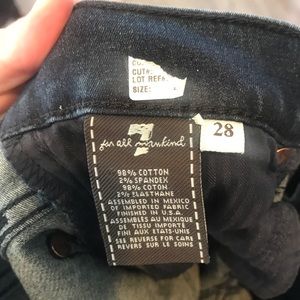 CUT#:
LOT REF#
SIZE:
7
for all mankind
28
98% COTTON
2% SPANDEX
98% COTON
2% ELASTHANE
ASSEMBLED IN MEXICO
OF IMPORTED FABRIC
FINISHED IN U.S.A.
ASSEMBLES AU MEXIQUE
DE TISSU IMPORTE
FINI AUX ETATS-UNIS
SEE REVERSE FOR CARE
REVERS SUR LE SOINS